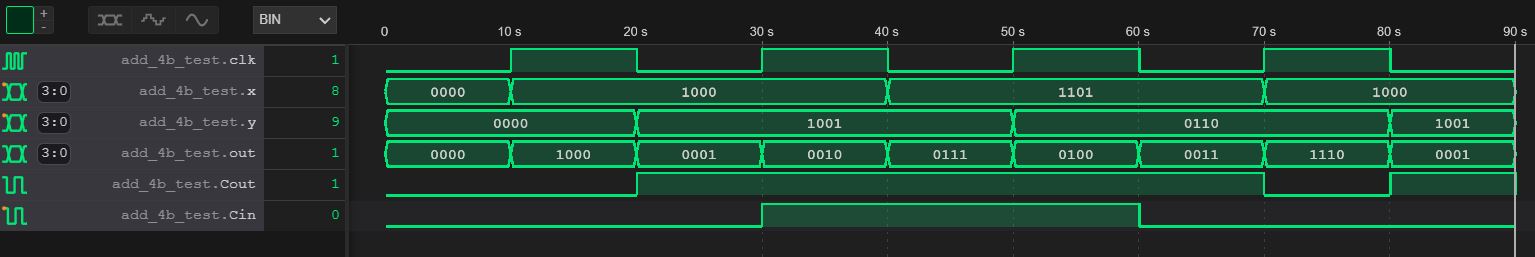 +
-
BIN
0 10 s 20 s 30 s 40 s 50 s 60 s 70 s 80 s 90 s
add_4b_test.clk 1
3:0 add_4b_test.x 8 0000 1000 1101 1000
3:0 add_4b_test.y 9 0000 1001 0110 1001
3:0 add_4b_test.out 1 0000 1000 0001 0010 0111 0100 0011 1110 0001
add_4b_test.Cout 1
add_4b_test.Cin 0